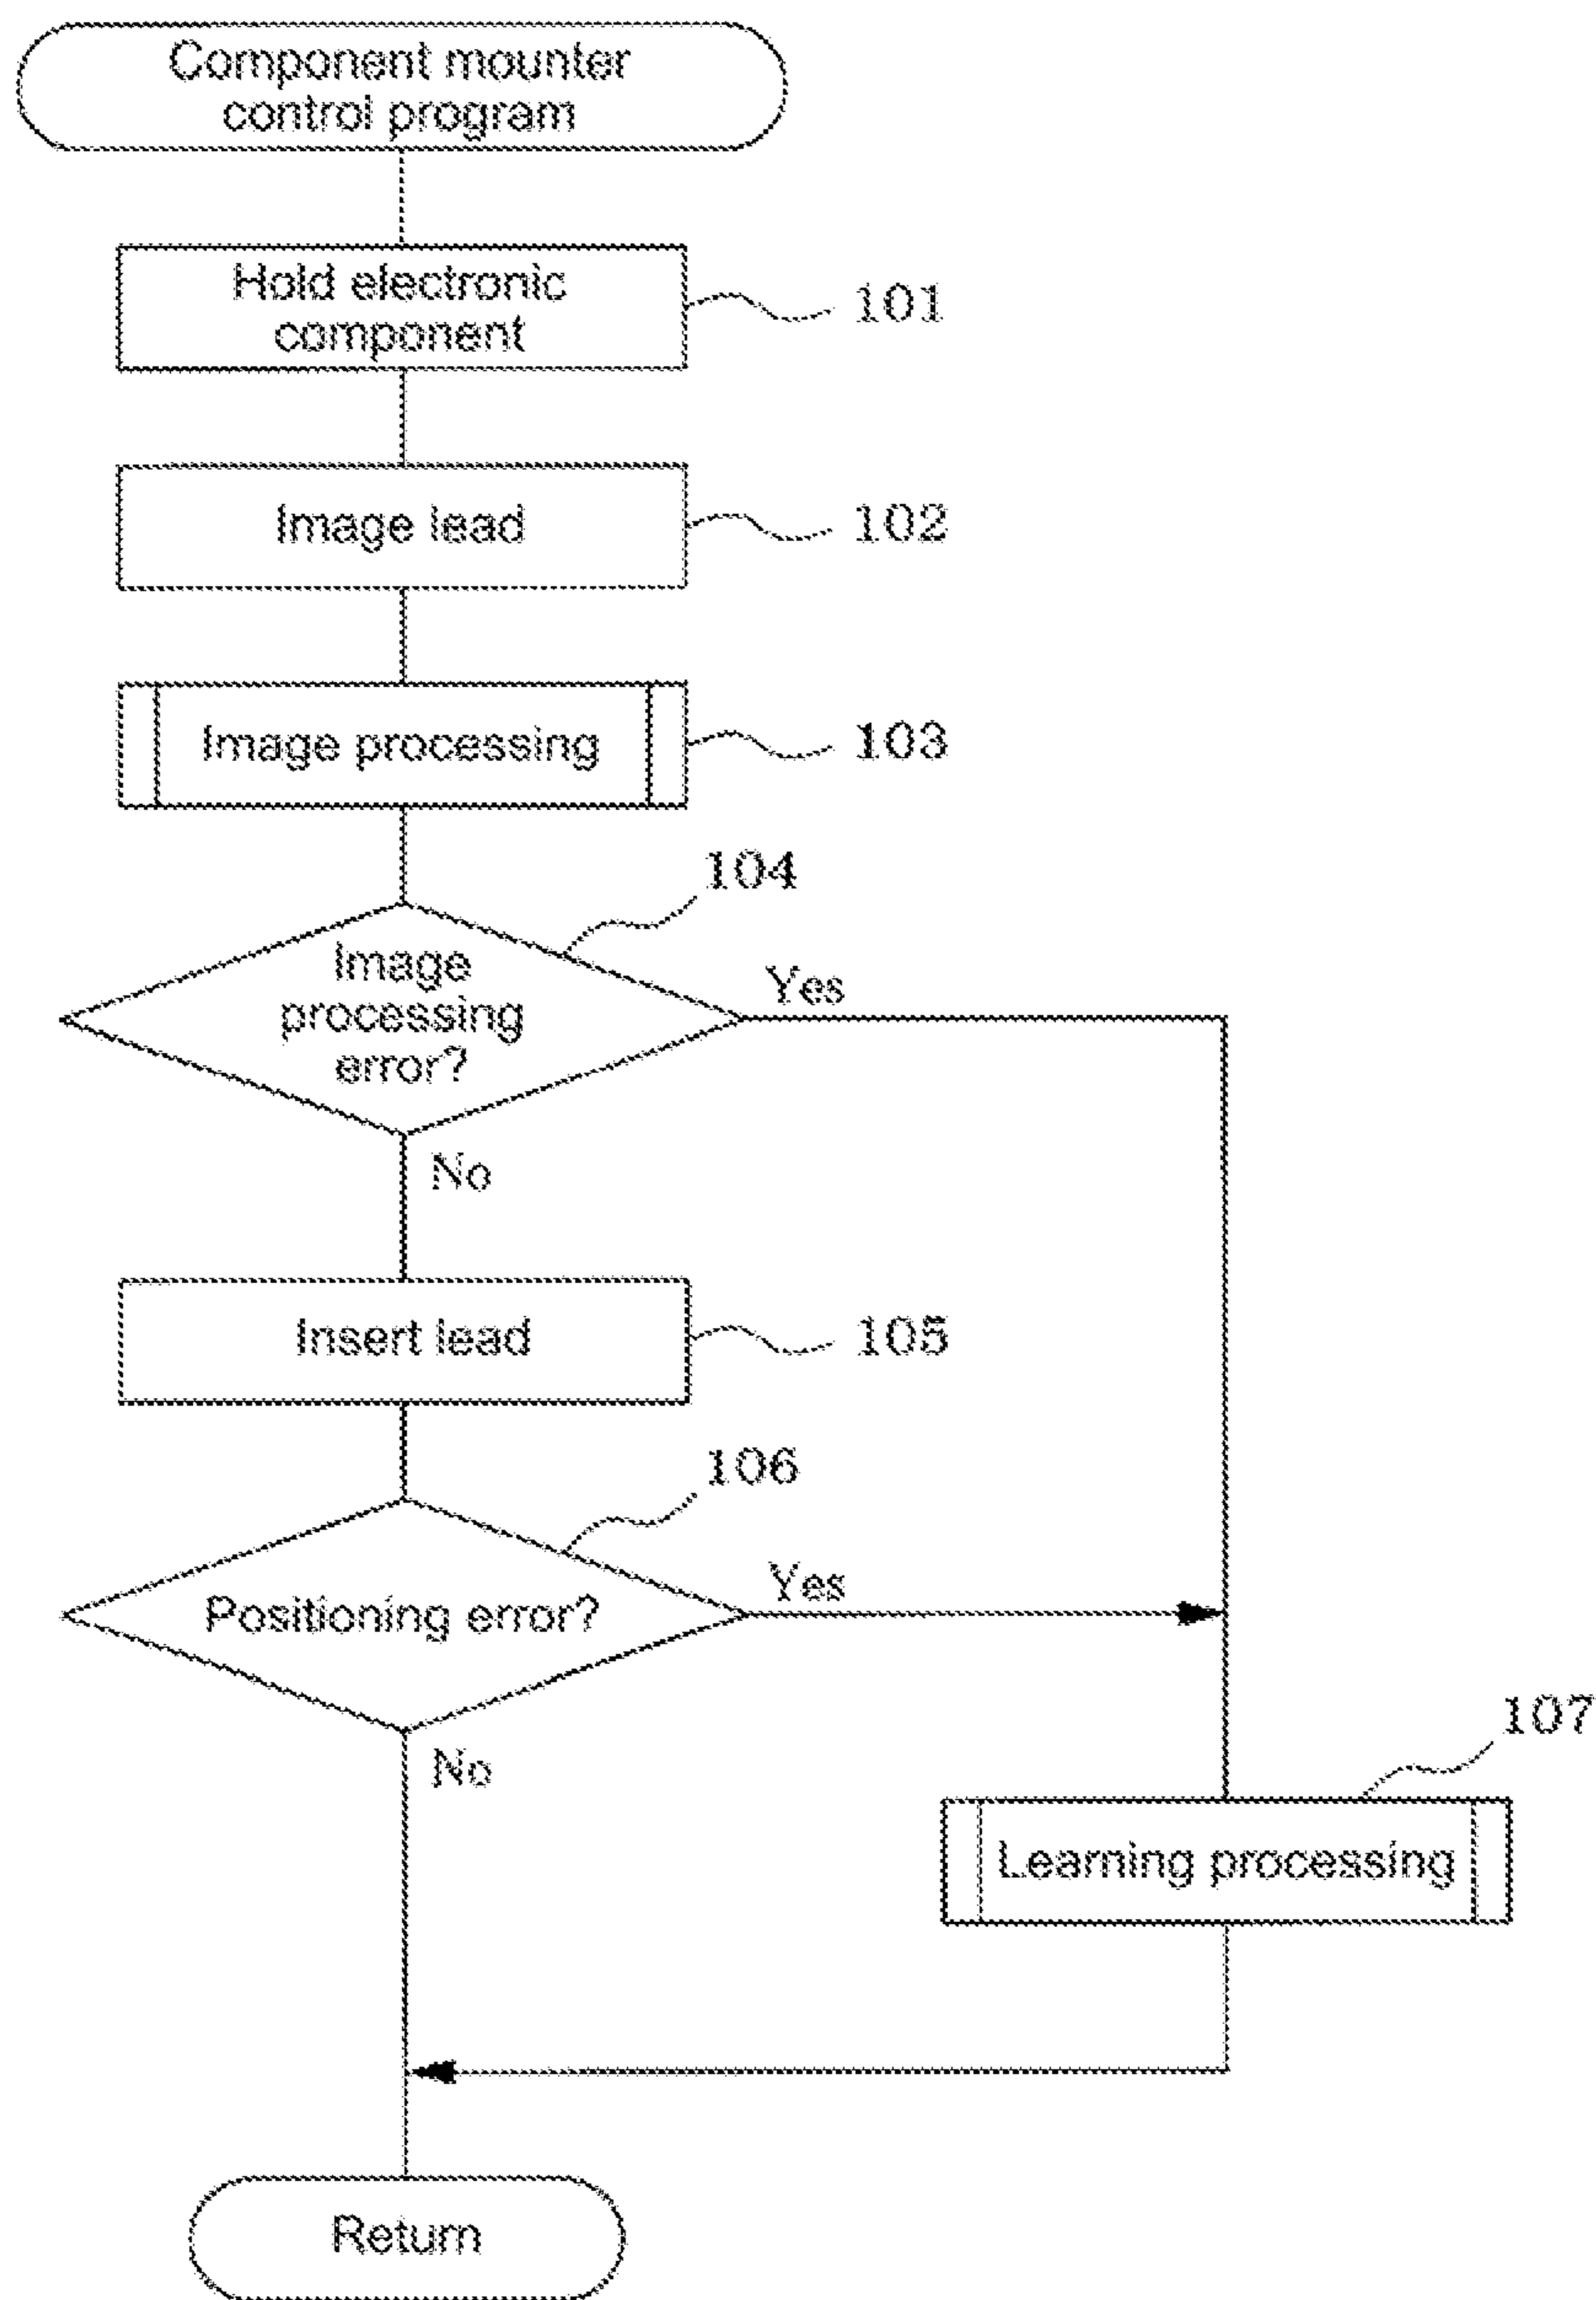 Component mounter
control program
Hold electronic
component
101
Image lead
102
Image processing
103
104
Image
processing
error?
Yes
No
Insert lead
105
106
Positioning error?
Yes
No
107
Learning processing
Return